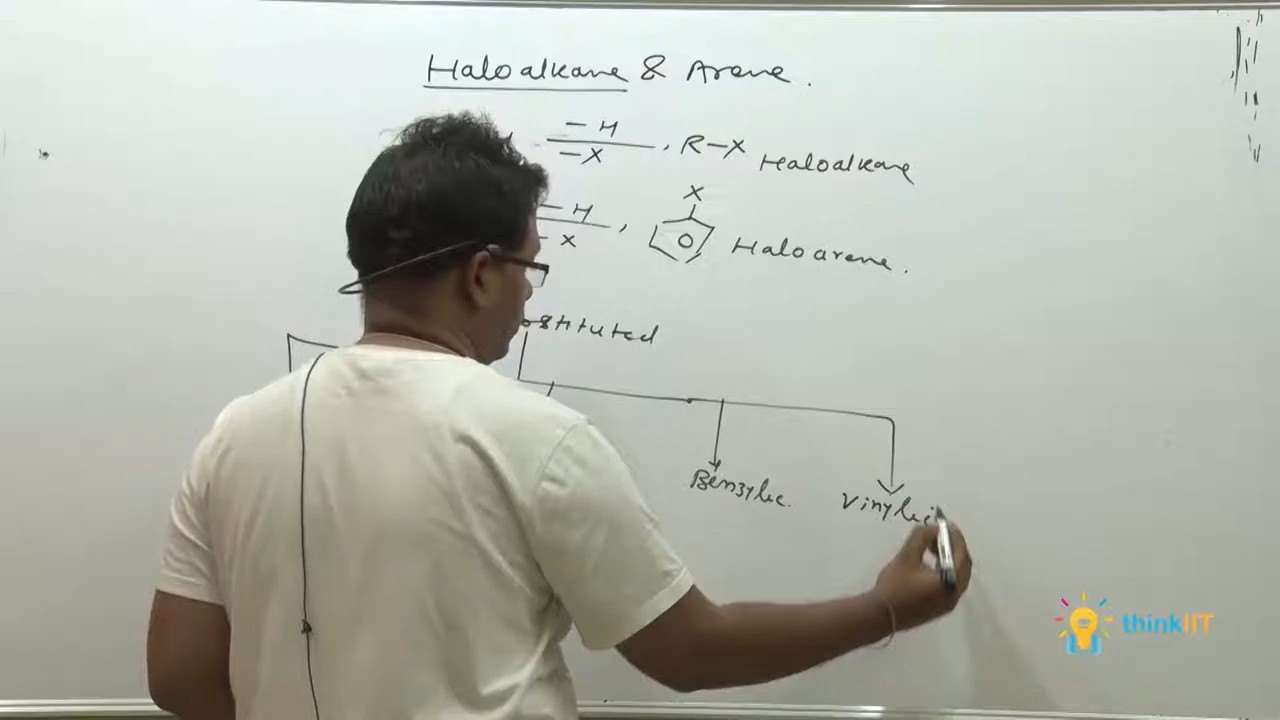 Haloalkane & Arene.
– H
– X , R–X Haloalkane
X
– H
– X , Haloarene.
stituted
Benzylic. Vinylic
thinkIIT